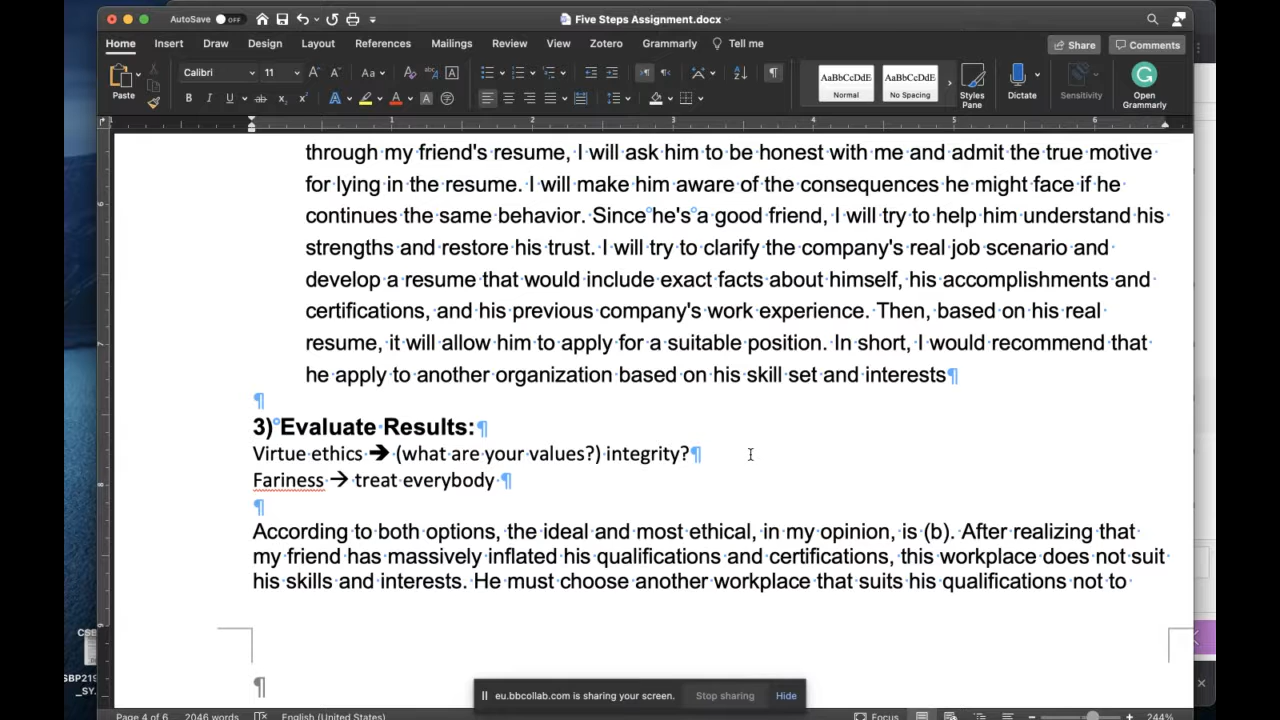 AutoSave OFF Five Steps Assignment.docx
Home Insert Draw Design Layout References Mailings Review View Zotero Grammarly Tell me Share Comments
Paste Calibri 11 AaBbCcDdE Normal AaBbCcDdE No Spacing Styles Pane Dictate Sensitivity Open Grammarly
1 1 2 3 4 5 6
through my friend's resume, I will ask him to be honest with me and admit the true motive
for lying in the resume. I will make him aware of the consequences he might face if he
continues the same behavior. Since he's a good friend, I will try to help him understand his
strengths and restore his trust. I will try to clarify the company's real job scenario and
develop a resume that would include exact facts about himself, his accomplishments and
certifications, and his previous company's work experience. Then, based on his real
resume, it will allow him to apply for a suitable position. In short, I would recommend that
he apply to another organization based on his skill set and interests¶
¶
3) Evaluate Results:¶
Virtue ethics ➔ (what are your values?) integrity?¶
Fariness → treat everybody ¶
¶
According to both options, the ideal and most ethical, in my opinion, is (b). After realizing that
my friend has massively inflated his qualifications and certifications, this workplace does not suit
his skills and interests. He must choose another workplace that suits his qualifications not to
¶
CSB
SBP219
_SY.
eu.bbcollab.com is sharing your screen. Stop sharing Hide
Page 4 of 6 2046 words English (United States) Focus 244%